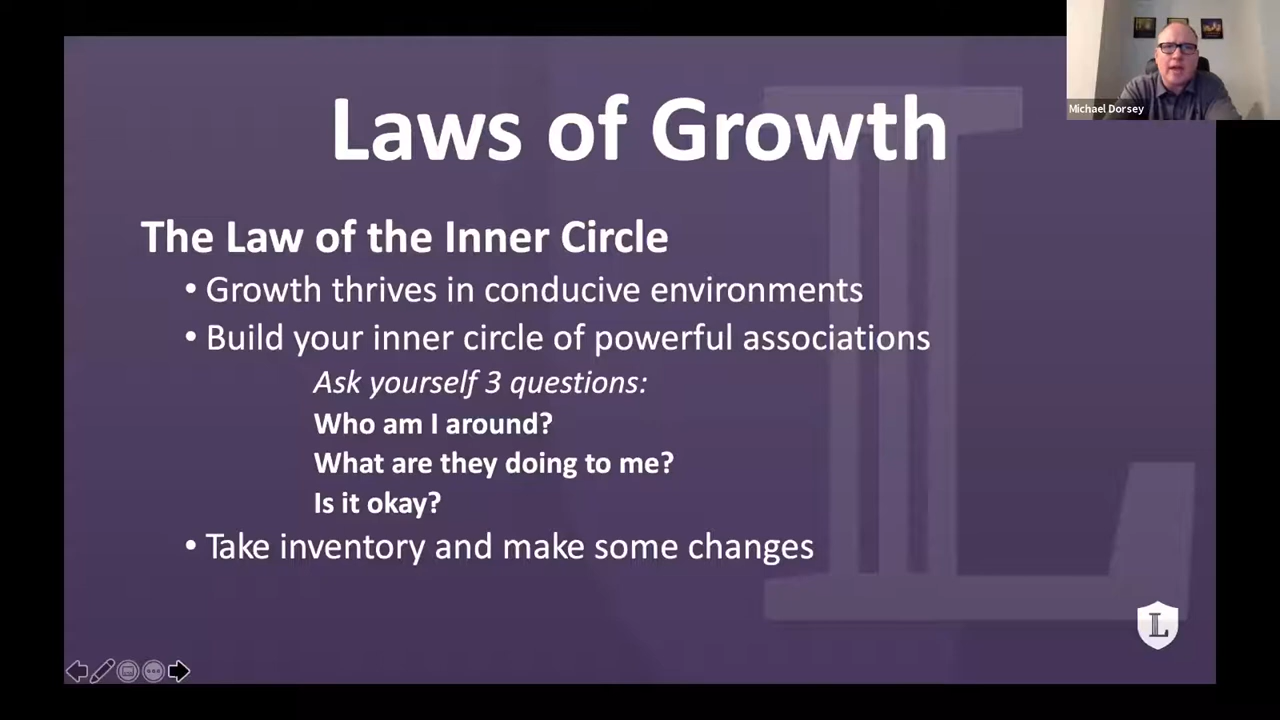 Laws of Growth
Michael Dorsey
The Law of the Inner Circle
• Growth thrives in conducive environments
• Build your inner circle of powerful associations
Ask yourself 3 questions:
Who am I around?
What are they doing to me?
Is it okay?
• Take inventory and make some changes
L